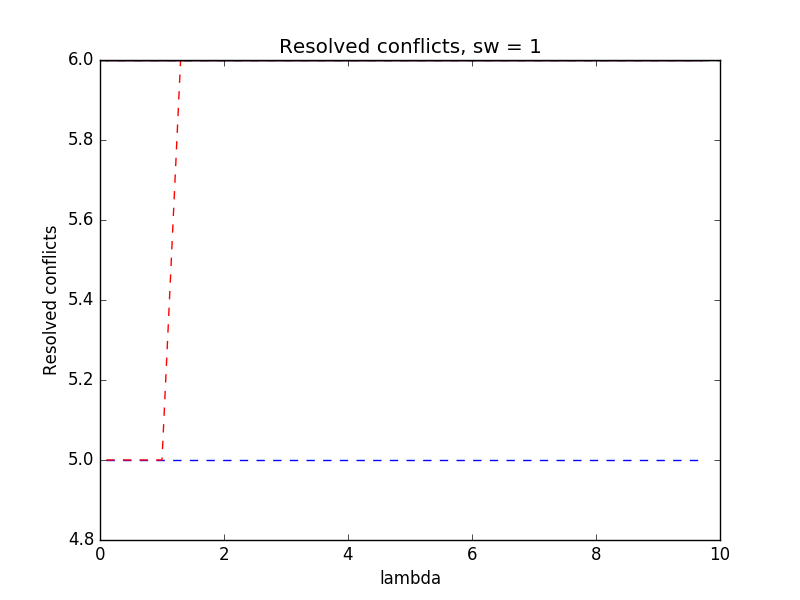 Resolved conflicts, sw = 1
6.0
5.8
5.6
5.4
5.2
5.0
4.8
Resolved conflicts
0 2 4 6 8 10
lambda